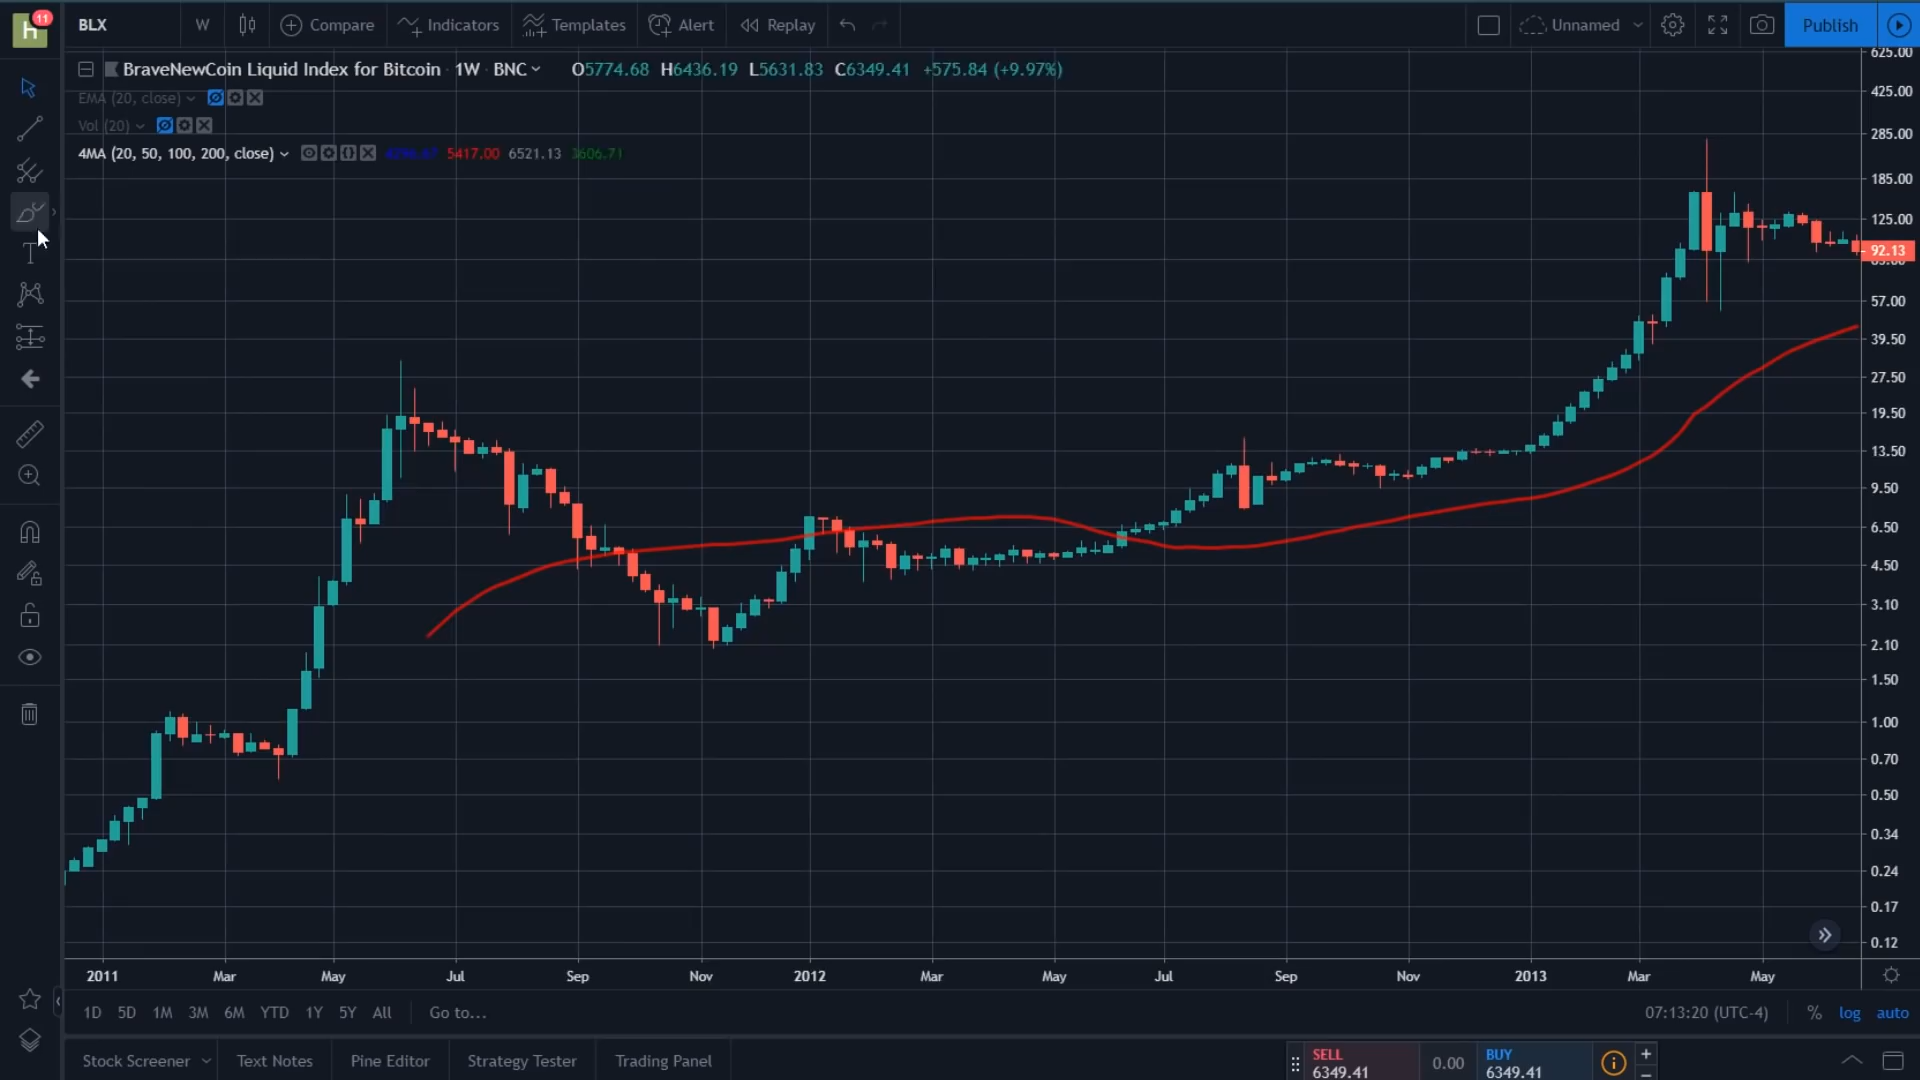 h 11 BLX W Compare Indicators Templates Alert Replay Unnamed Publish
BraveNewCoin Liquid Index for Bitcoin 1W BNC O5774.68 H6436.19 L5631.83 C6349.41 +575.84 (+9.97%)
EMA (20, close)
Vol (20)
4MA (20, 50, 100, 200, close) 5417.00 6521.13 3606.71
625.00
425.00
285.00
185.00
125.00
92.13
57.00
39.50
27.50
19.50
13.50
9.50
6.50
4.50
3.10
2.10
1.50
1.00
0.70
0.50
0.34
0.24
0.17
0.12
2011 Mar May Jul Sep Nov 2012 Mar May Jul Sep Nov 2013 Mar May
1D 5D 1M 3M 6M YTD 1Y 5Y All Go to... 07:13:20 (UTC-4) % log auto
Stock Screener Text Notes Pine Editor Strategy Tester Trading Panel
SELL 6349.41 0.00 BUY 6349.41